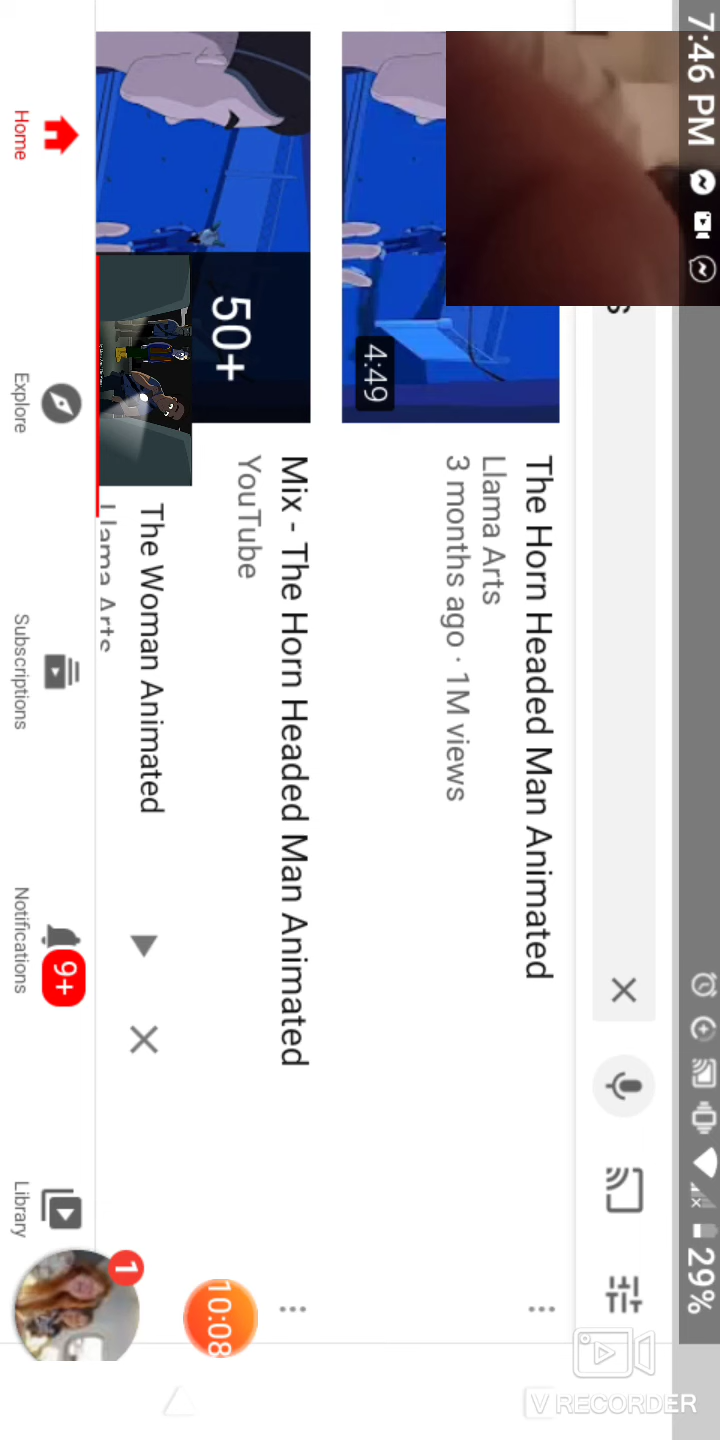 7:46 PM
29%
s
4:49
The Horn Headed Man Animated
Llama Arts
3 months ago · 1M views
50+
Mix - The Horn Headed Man Animated
YouTube
The Woman Animated
Llama Arts
Home
Explore
Subscriptions
Notifications
9+
Library
1
10:08
V RECORDER